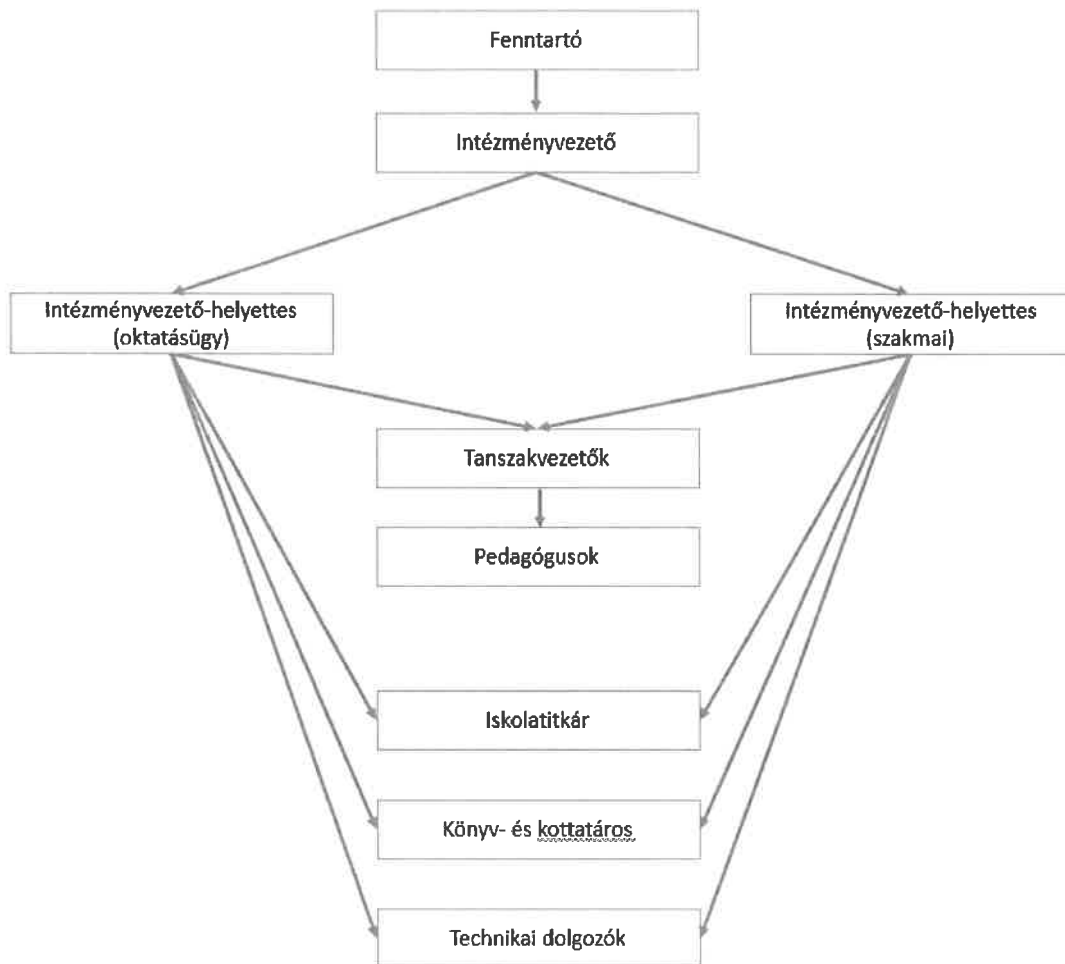 Fenntartó
Intézményvezető
Intézményvezető-helyettes
(oktatásügy)
Intézményvezető-helyettes
(szakmai)
Tanszakvezetők
Pedagógusok
Iskolatitkár
Könyv- és kottatáros
Technikai dolgozók